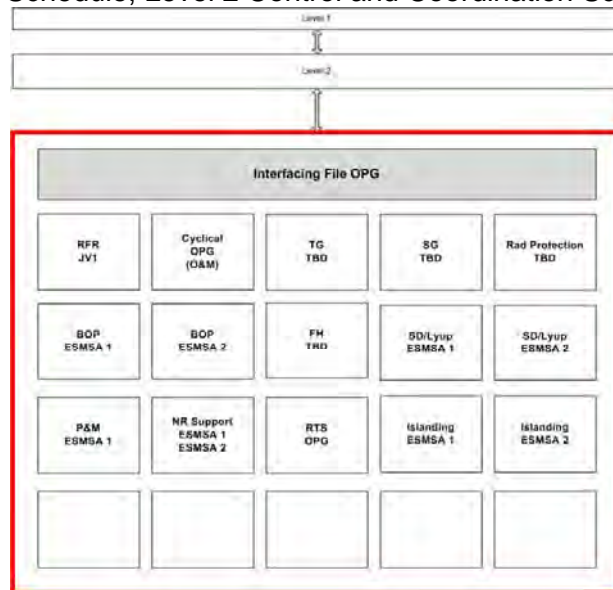 Schedule, Level 2 Control and Coordination
Level 1
Level 2
Interfacing File OPG
RFR
JV1
Cyclical
OPG
(O&M)
TG
TBD
SG
TBD
Rad Protection
TBD
BOP
ESMSA 1
BOP
ESMSA 2
FH
TBD
SD/Lyup
ESMSA 1
SD/Lyup
ESMSA 2
P&M
ESMSA 1
NR Support
ESMSA 1
ESMSA 2
RTS
OPG
Islanding
ESMSA 1
Islanding
ESMSA 2